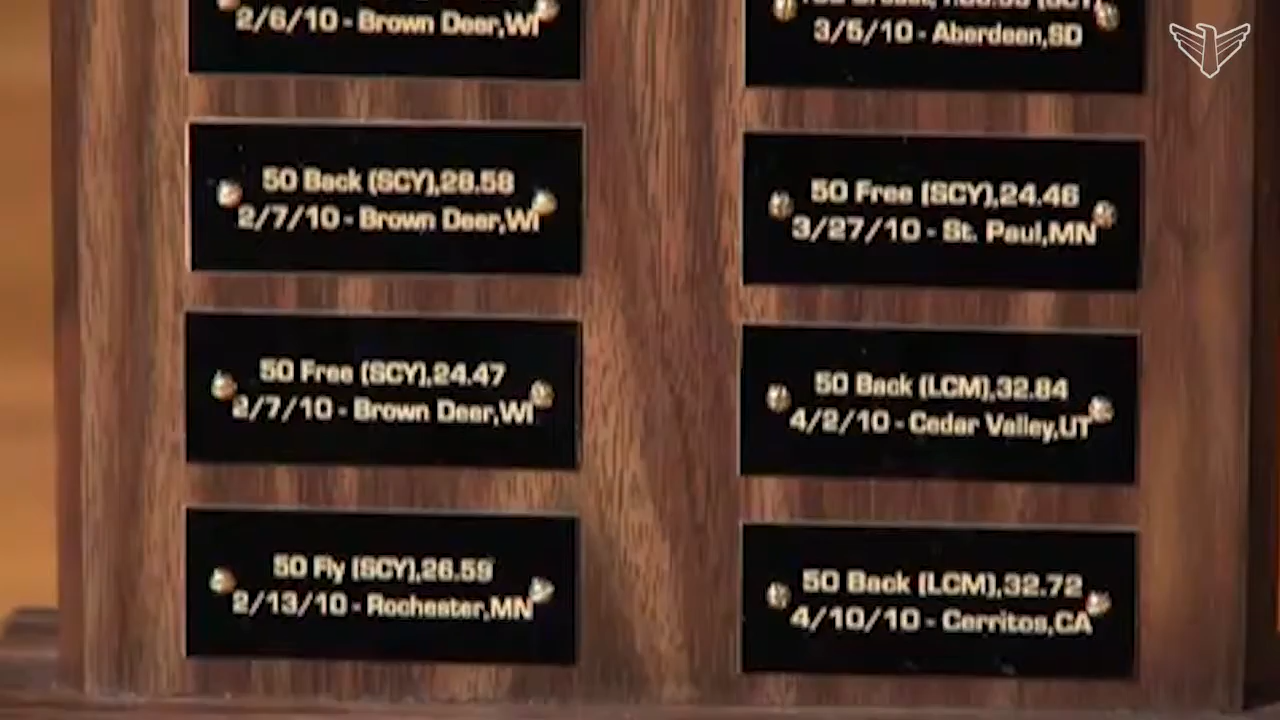 2/6/10 - Brown Deer,WI
50 Back (SCY),28.58
2/7/10 - Brown Deer,WI
50 Free (SCY),24.47
2/7/10 - Brown Deer,WI
50 Fly (SCY),26.59
2/13/10 - Rochester,MN
3/5/10 - Aberdeen,SD
50 Free (SCY),24.46
3/27/10 - St. Paul,MN
50 Back (LCM),32.84
4/2/10 - Cedar Valley,UT
50 Back (LCM),32.72
4/10/10 - Cerritos,CA